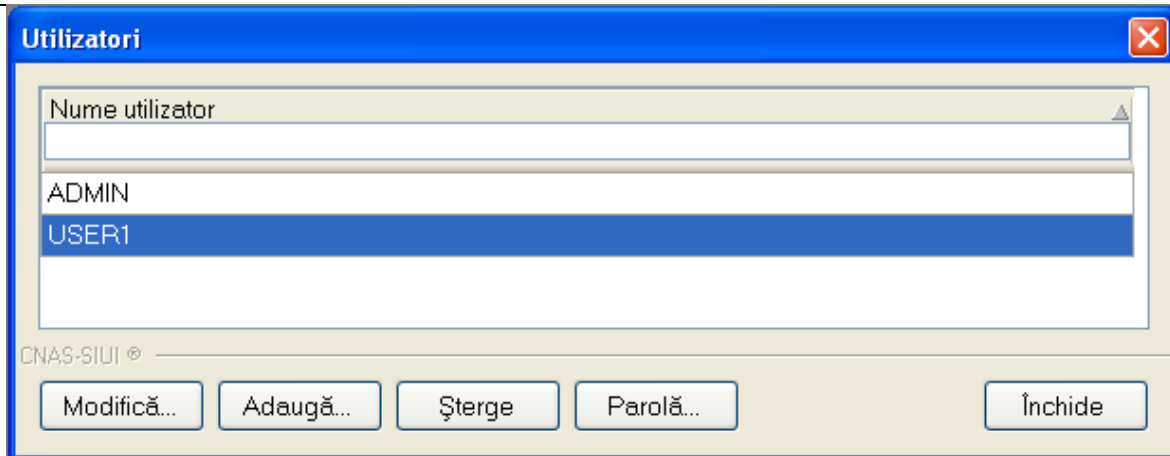 Utilizatori
Nume utilizator
ADMIN
USER1
CNAS-SIUI ®
Modifică... Adaugă... Şterge Parolă... Închide